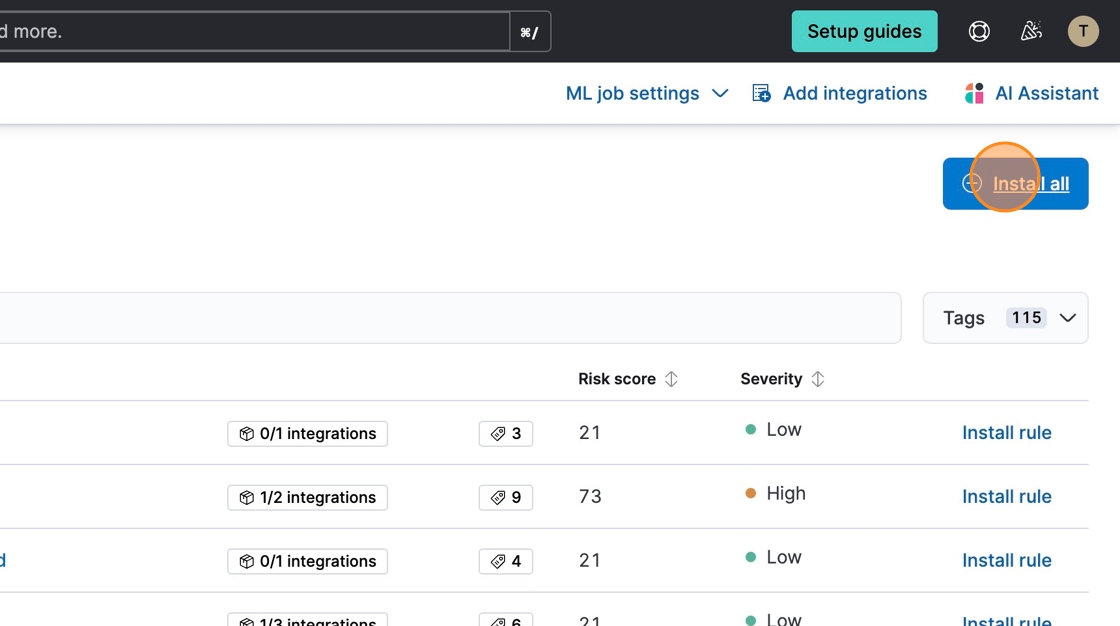 d more.
⌘/
Setup guides
T
ML job settings
Add integrations
AI Assistant
Install all
Tags 115
Risk score
Severity
0/1 integrations 3 21 Low Install rule
1/2 integrations 9 73 High Install rule
d 0/1 integrations 4 21 Low Install rule
1/3 integrations 6 21 Low Install rule